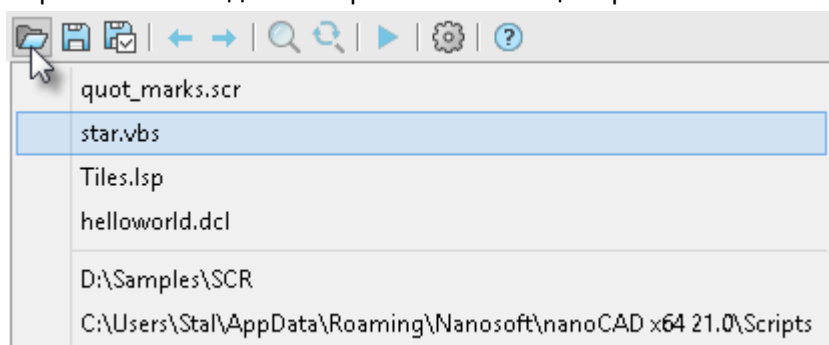 quot_marks.scr
star.vbs
Tiles.lsp
helloworld.dcl
D:\Samples\SCR
C:\Users\Stal\AppData\Roaming\Nanosoft\nanoCAD x64 21.0\Scripts